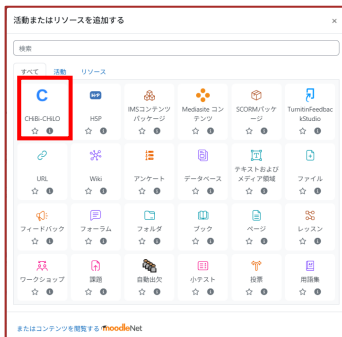 活動またはリソースを追加する ×
検索
すべて 活動 リソース
CHiBi-CHiLO
H5P
IMSコンテンツ
パッケージ
Mediasite コン
テンツ
SCORMパッケ
ージ
TurnitinFeedbac
kStudio
URL
Wiki
アンケート
データベース
テキストおよび
メディア領域
ファイル
フィードバック
フォーラム
フォルダ
ブック
ページ
レッスン
ワークショップ
課題
自動出欠
小テスト
投票
用語集
またはコンテンツを閲覧する moodleNet